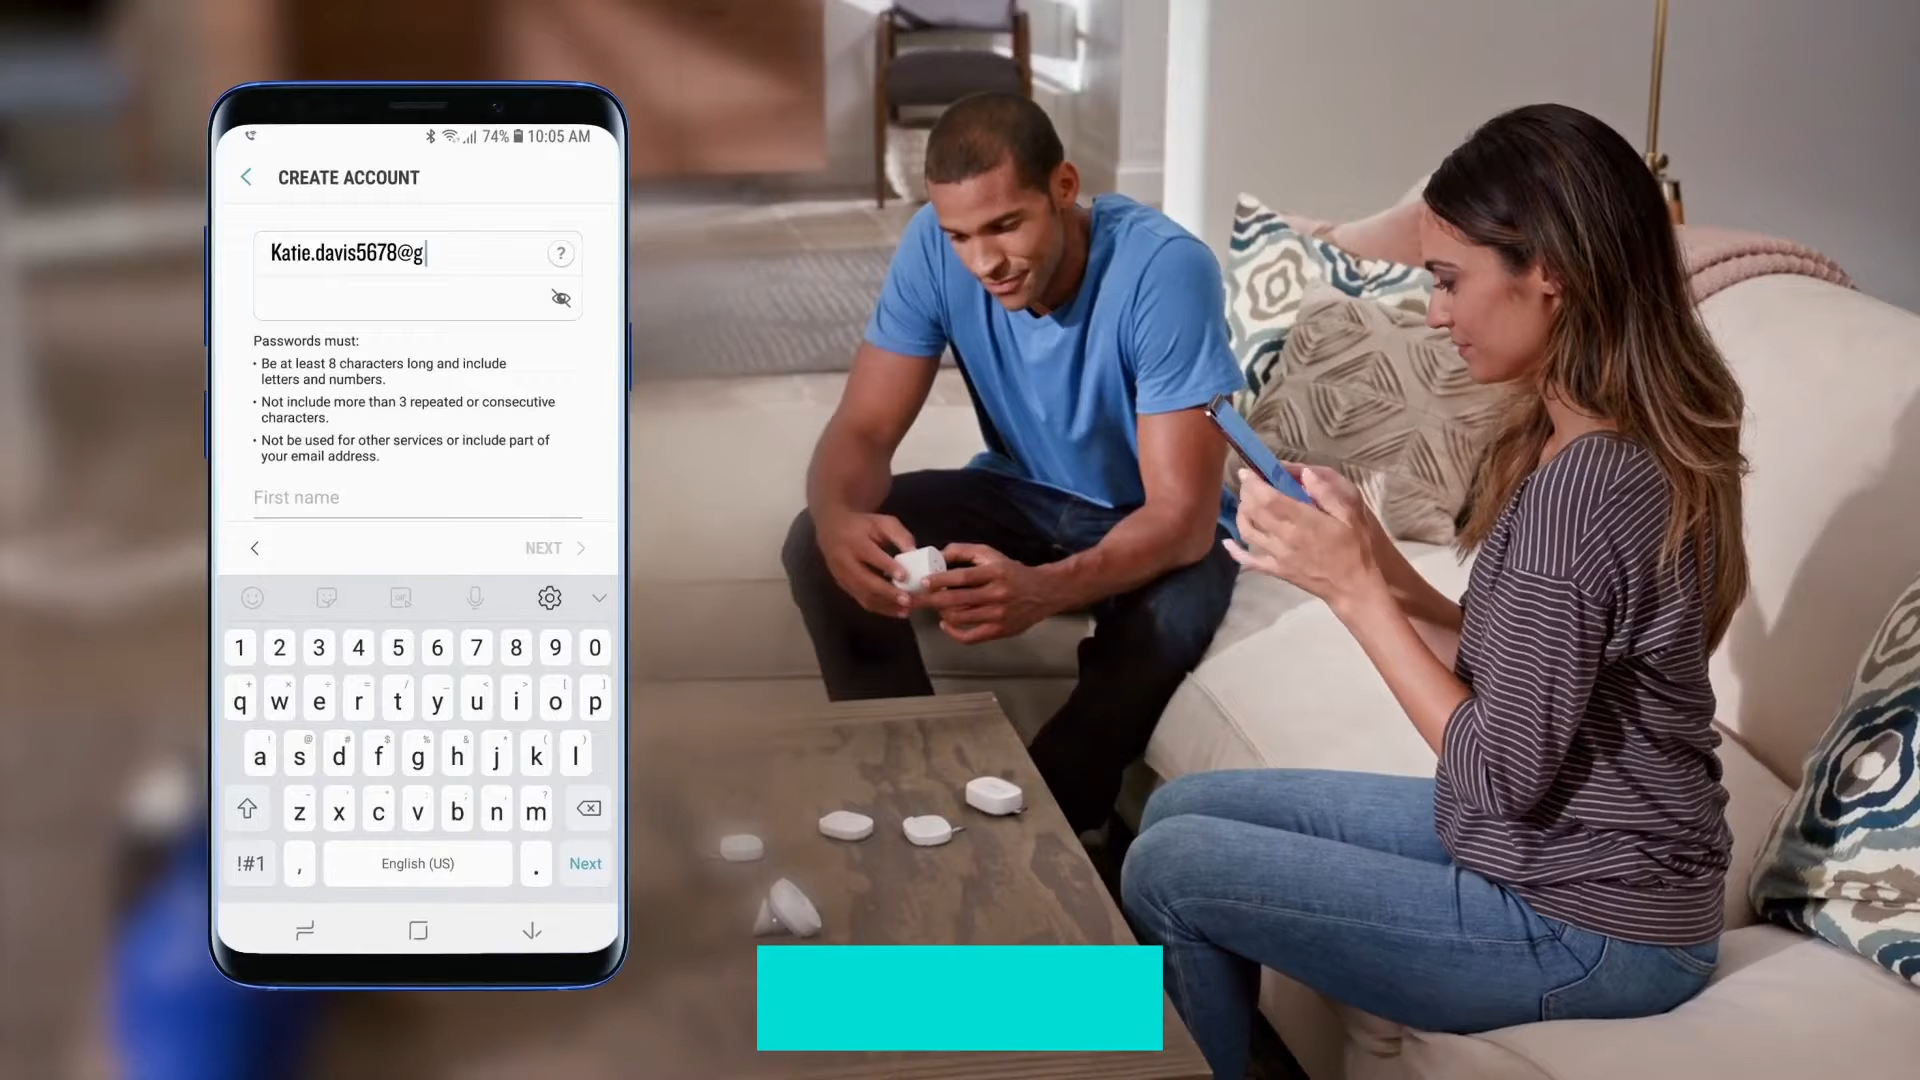 74% 10:05 AM
CREATE ACCOUNT
Katie.davis5678@g
?
Passwords must:
• Be at least 8 characters long and include
letters and numbers.
• Not include more than 3 repeated or consecutive
characters.
• Not be used for other services or include part of
your email address.
First name
NEXT
1 2 3 4 5 6 7 8 9 0
q w e r t y u i o p
a s d f g h j k l
z x c v b n m
!#1 , English (US) . Next